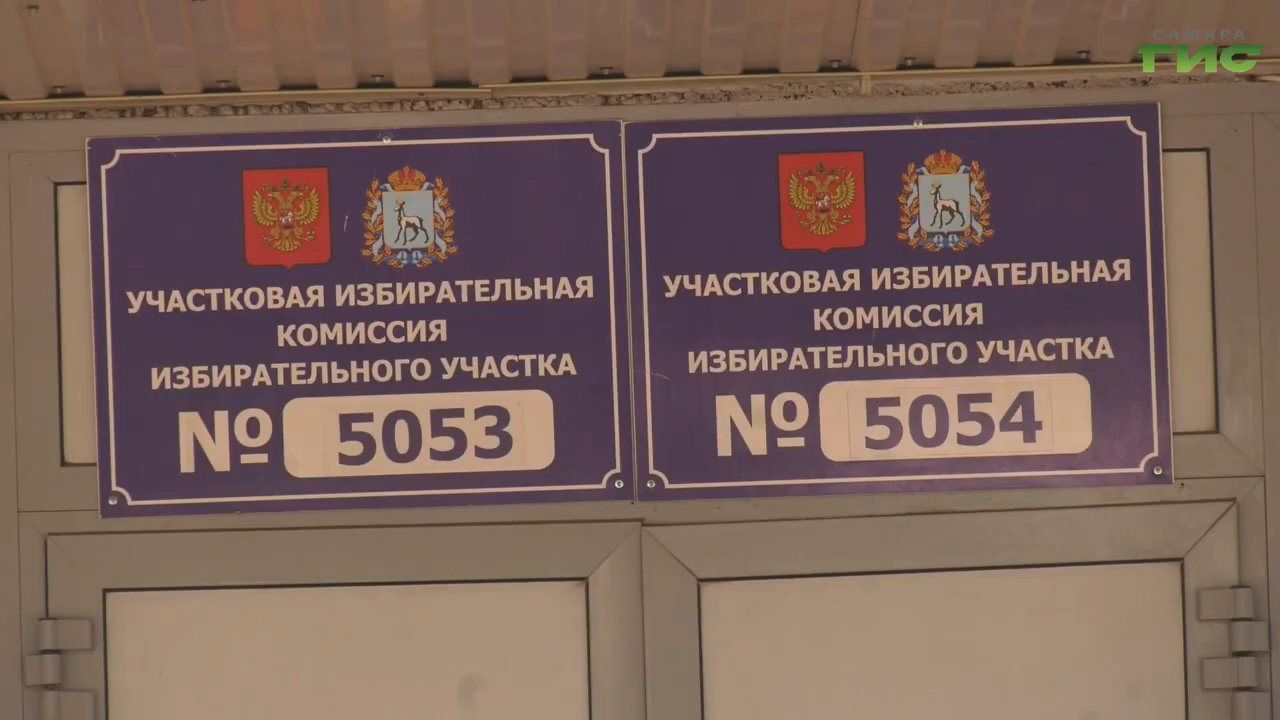 САМАРА
ГИС
УЧАСТКОВАЯ ИЗБИРАТЕЛЬНАЯ
КОМИССИЯ
ИЗБИРАТЕЛЬНОГО УЧАСТКА
№ 5053
УЧАСТКОВАЯ ИЗБИРАТЕЛЬНАЯ
КОМИССИЯ
ИЗБИРАТЕЛЬНОГО УЧАСТКА
№ 5054